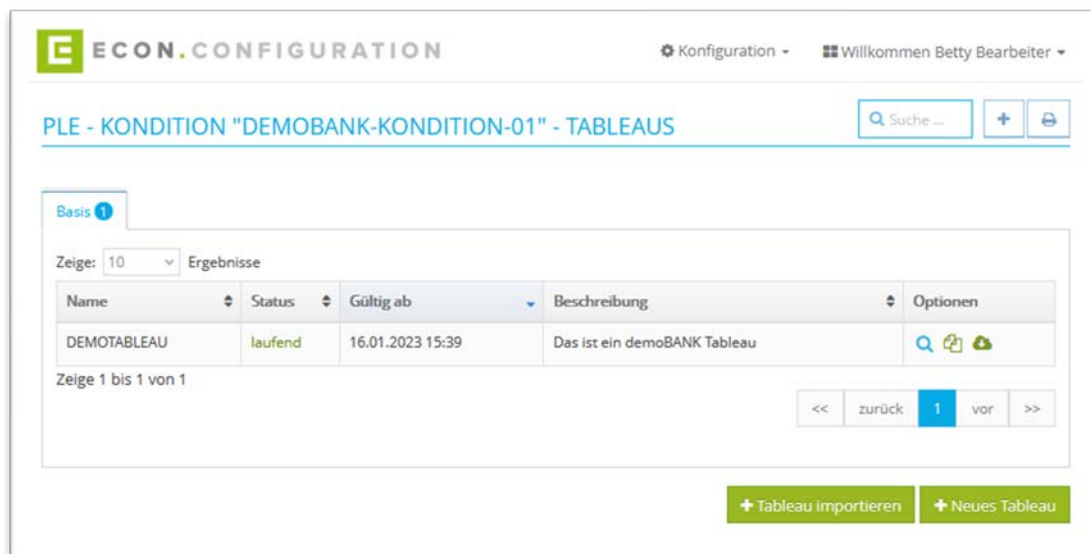 E ECON.CONFIGURATION Konfiguration Willkommen Betty Bearbeiter
PLE - KONDITION "DEMOBANK-KONDITION-01" - TABLEAUS Suche ...
Basis 1
Zeige: 10 Ergebnisse
Name Status Gültig ab Beschreibung Optionen
DEMOTABLEAU laufend 16.01.2023 15:39 Das ist ein demoBANK Tableau
Zeige 1 bis 1 von 1
<< zurück 1 vor >>
+ Tableau importieren + Neues Tableau